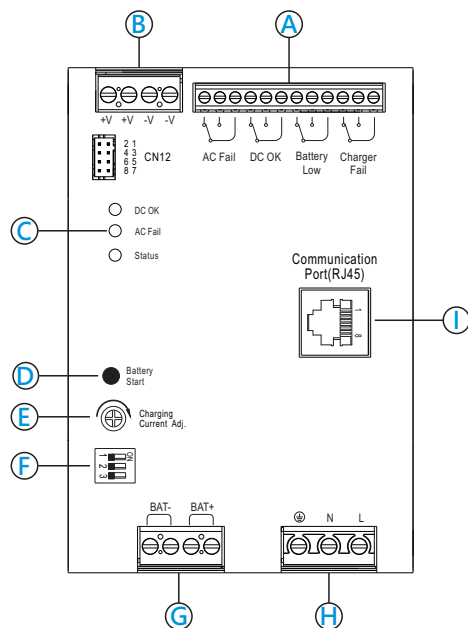 B
A
+V +V -V -V
2 1
4 3
6 5
8 7
CN12
AC Fail
DC OK
Battery
Low
Charger
Fail
DC OK
C
AC Fail
Status
Communication
Port(RJ45)
1
8
I
D
Battery
Start
E
Charging
Current Adj.
F
ON
1
2
3
BAT- BAT+
N L
G
H